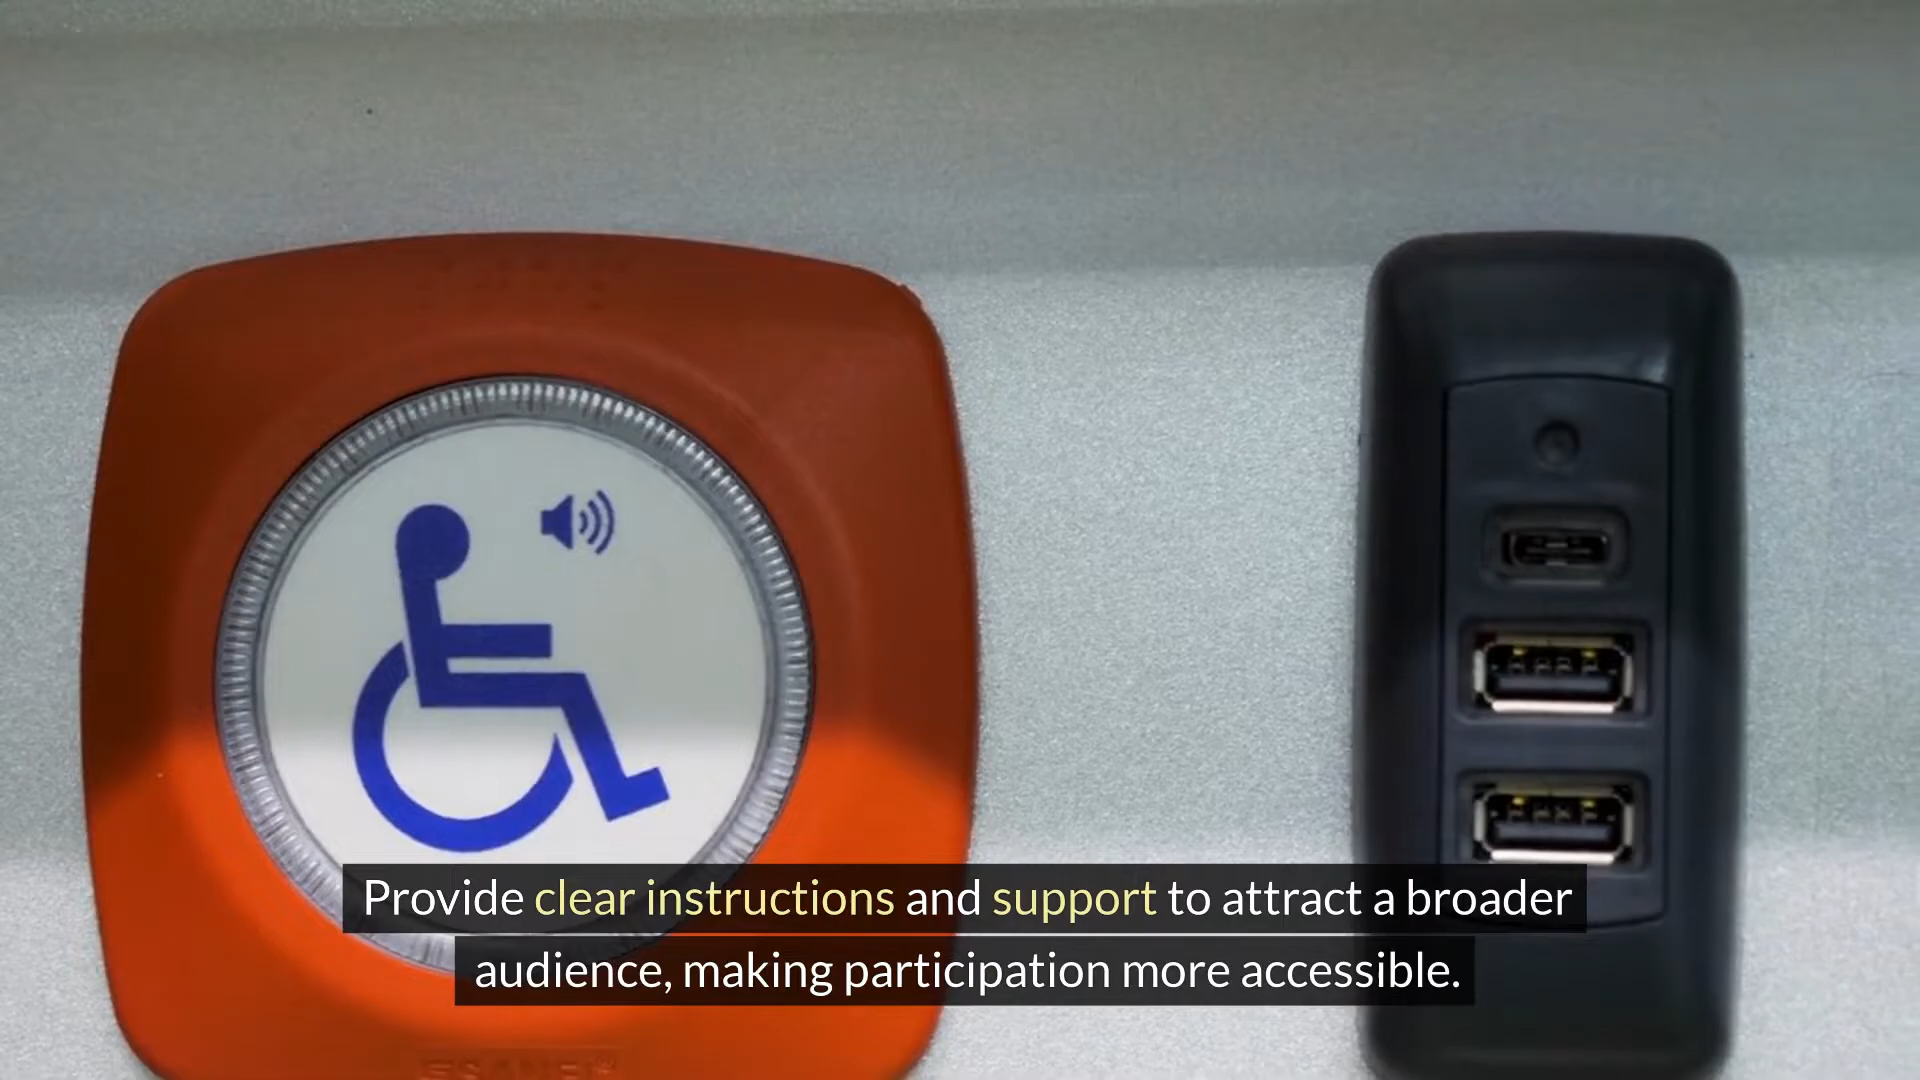 Provide clear instructions and support to attract a broader
audience, making participation more accessible.